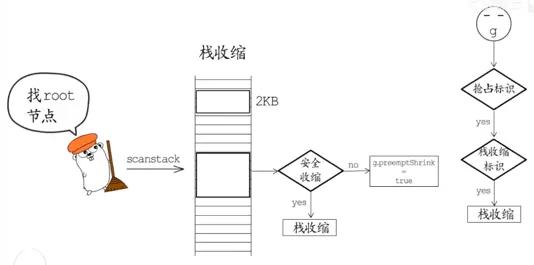 栈收缩
g
找root
节点
2KB
抢占标识
scanstack
安全
收缩
no
g.preemptShrink
=
true
yes
栈收缩
标识
yes
栈收缩
yes
栈收缩